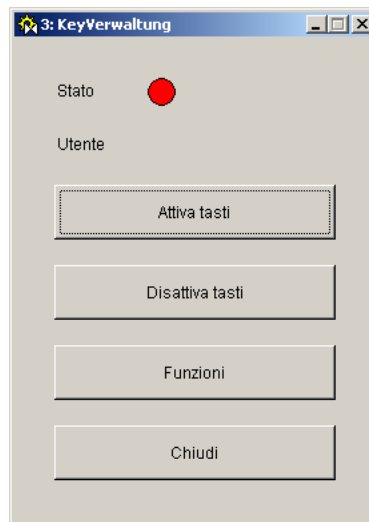 3: KeyVerwaltung
Stato
Utente
Attiva tasti
Disattiva tasti
Funzioni
Chiudi